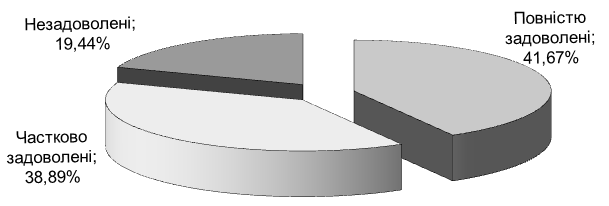 Незадоволені;
19,44%
Повністю
задоволені;
41,67%
Частково
задоволені;
38,89%